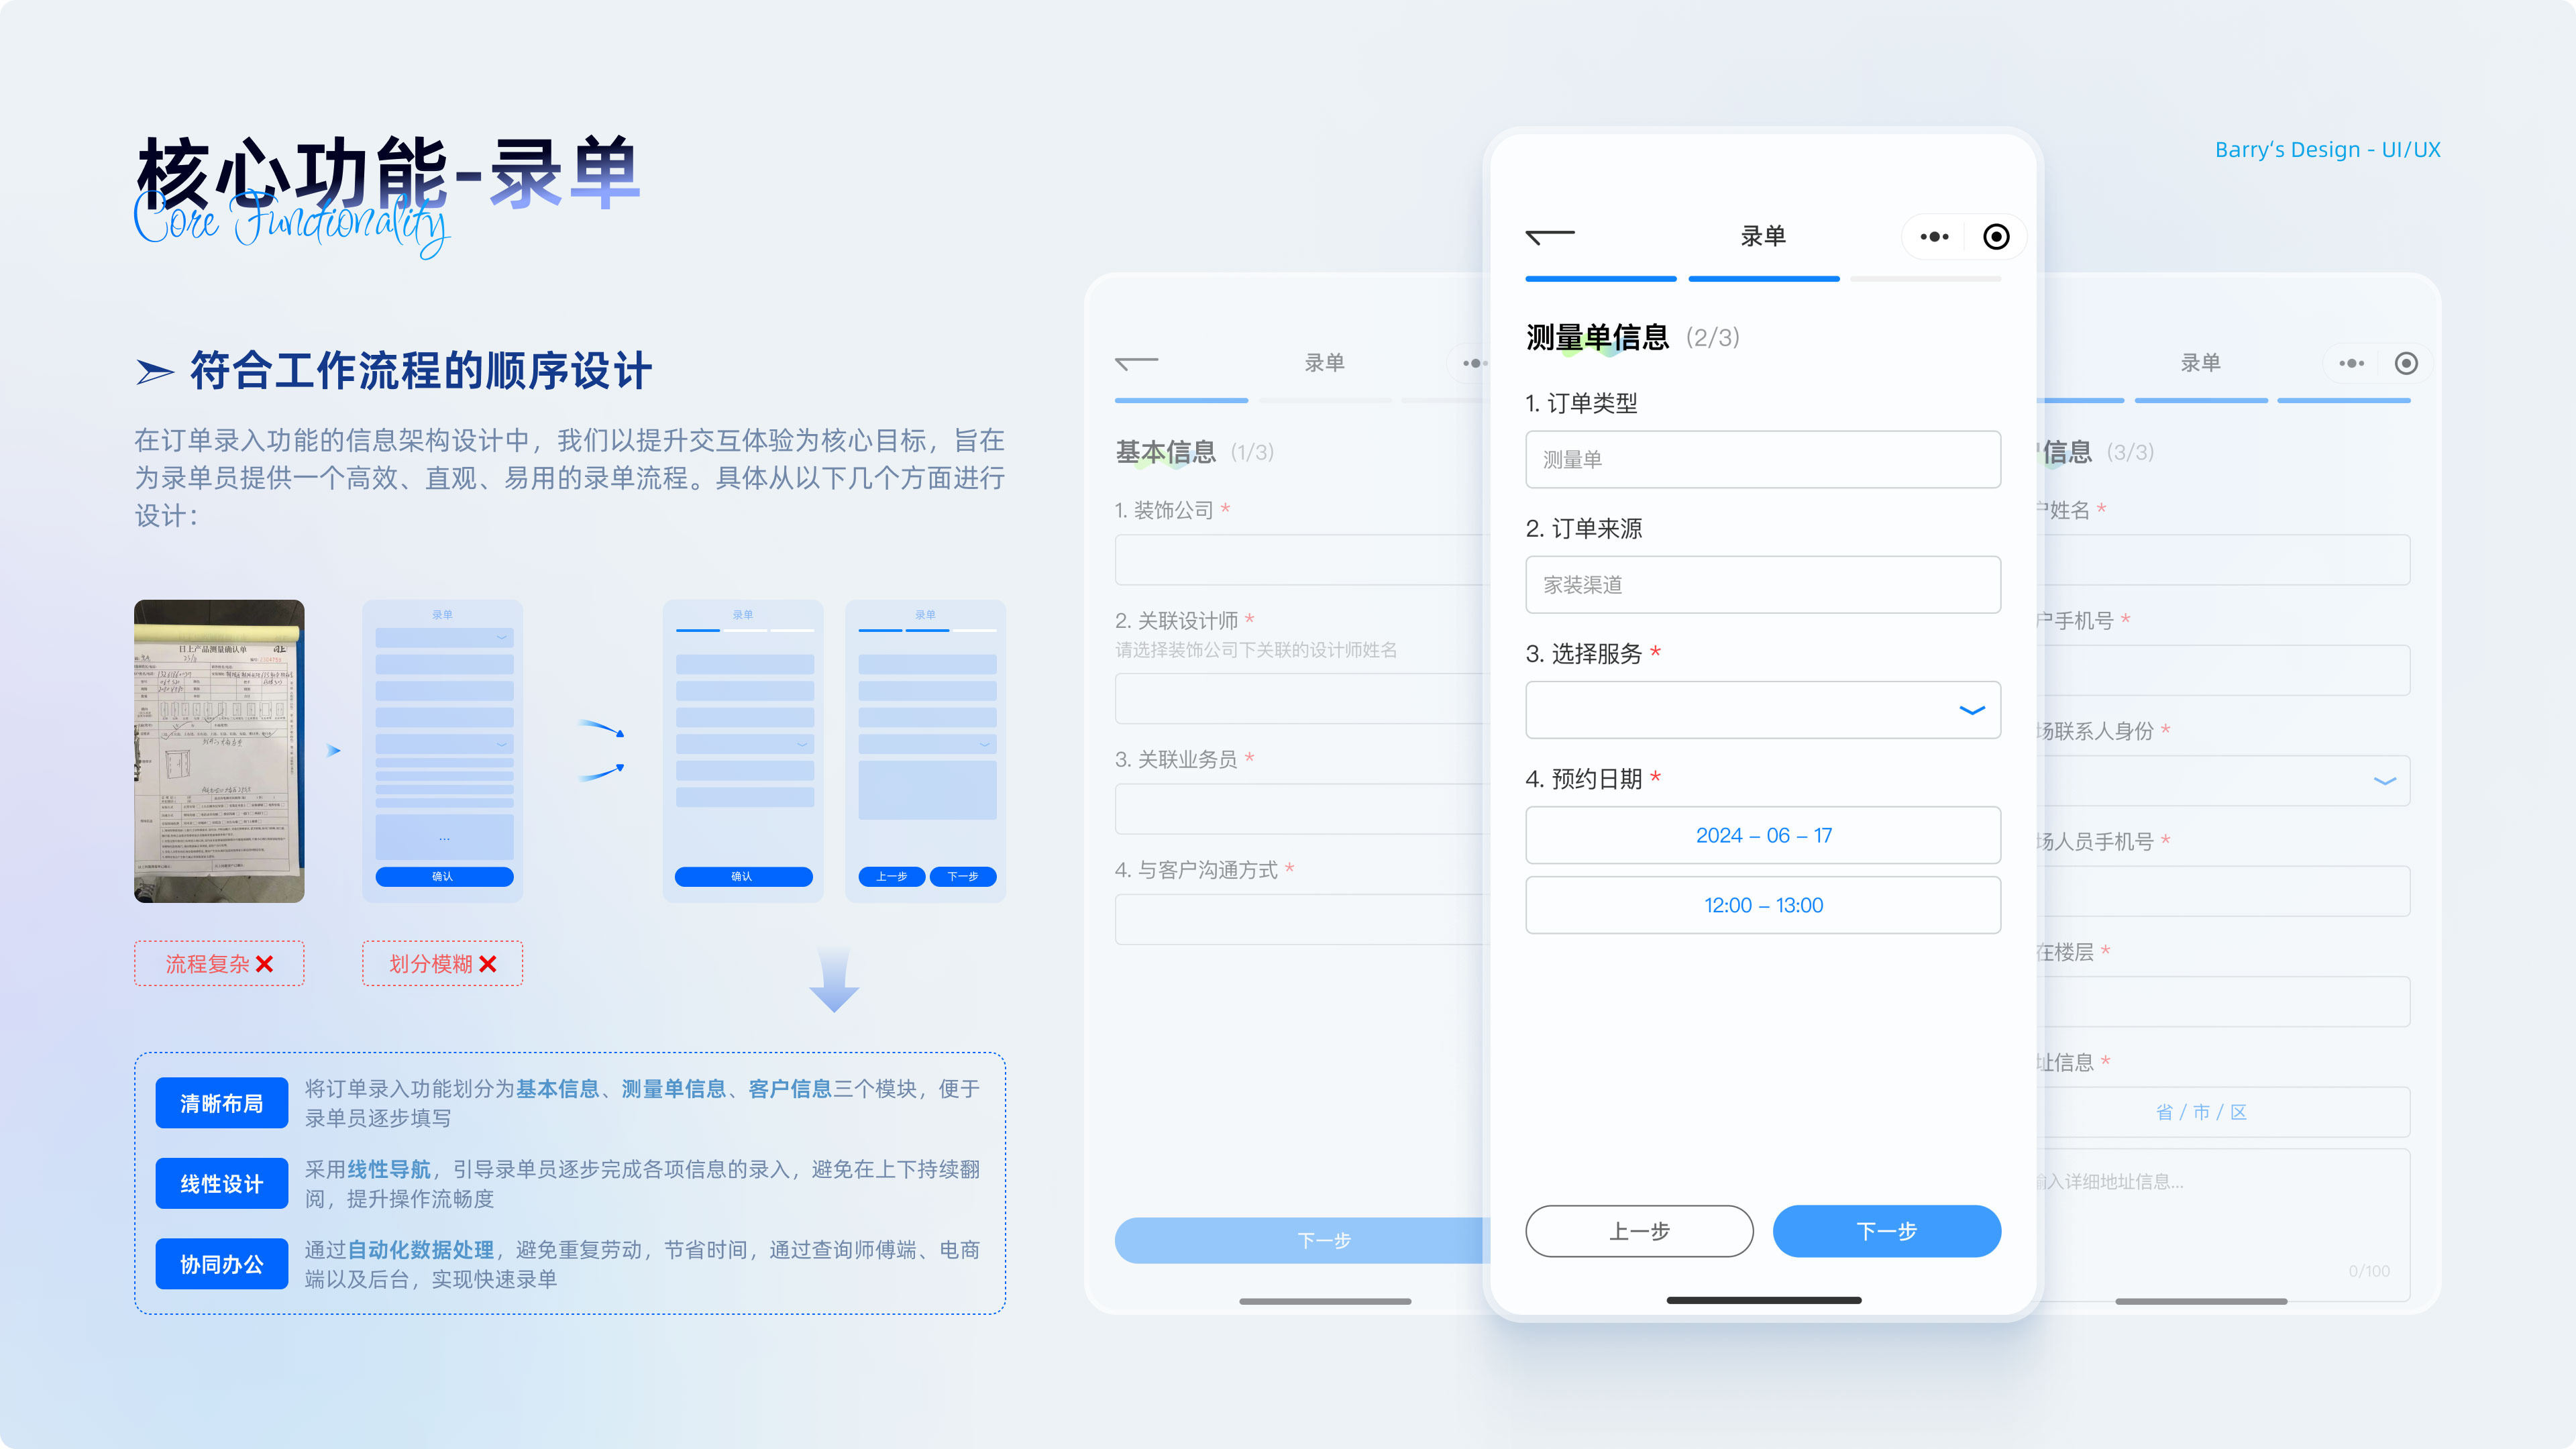 核心功能-录单
Core Functionality
Barry's Design - UI/UX
符合工作流程的顺序设计
在订单录入功能的信息架构设计中，我们以提升交互体验为核心目标，旨在
为录单员提供一个高效、直观、易用的录单流程。具体从以下几个方面进行
设计：
日上产品测量确认单
录单
...
确认
录单
确认
录单
上一步
下一步
流程复杂
划分模糊
清晰布局
将订单录入功能划分为基本信息、测量单信息、客户信息三个模块，便于
录单员逐步填写
线性设计
采用线性导航，引导录单员逐步完成各项信息的录入，避免在上下持续翻
阅，提升操作流畅度
协同办公
通过自动化数据处理，避免重复劳动，节省时间，通过查询师傅端、电商
端以及后台，实现快速录单
录单
基本信息 (1/3)
1. 装饰公司 *
2. 关联设计师 *
请选择装饰公司下关联的设计师姓名
3. 关联业务员 *
4. 与客户沟通方式 *
下一步
录单
测量单信息 (2/3)
1. 订单类型
测量单
2. 订单来源
家装渠道
3. 选择服务 *
4. 预约日期 *
2024 – 06 – 17
12:00 – 13:00
上一步
下一步
录单
信息 (3/3)
户姓名 *
户手机号 *
场联系人身份 *
场人员手机号 *
在楼层 *
址信息 *
省 / 市 / 区
输入详细地址信息...
0/100